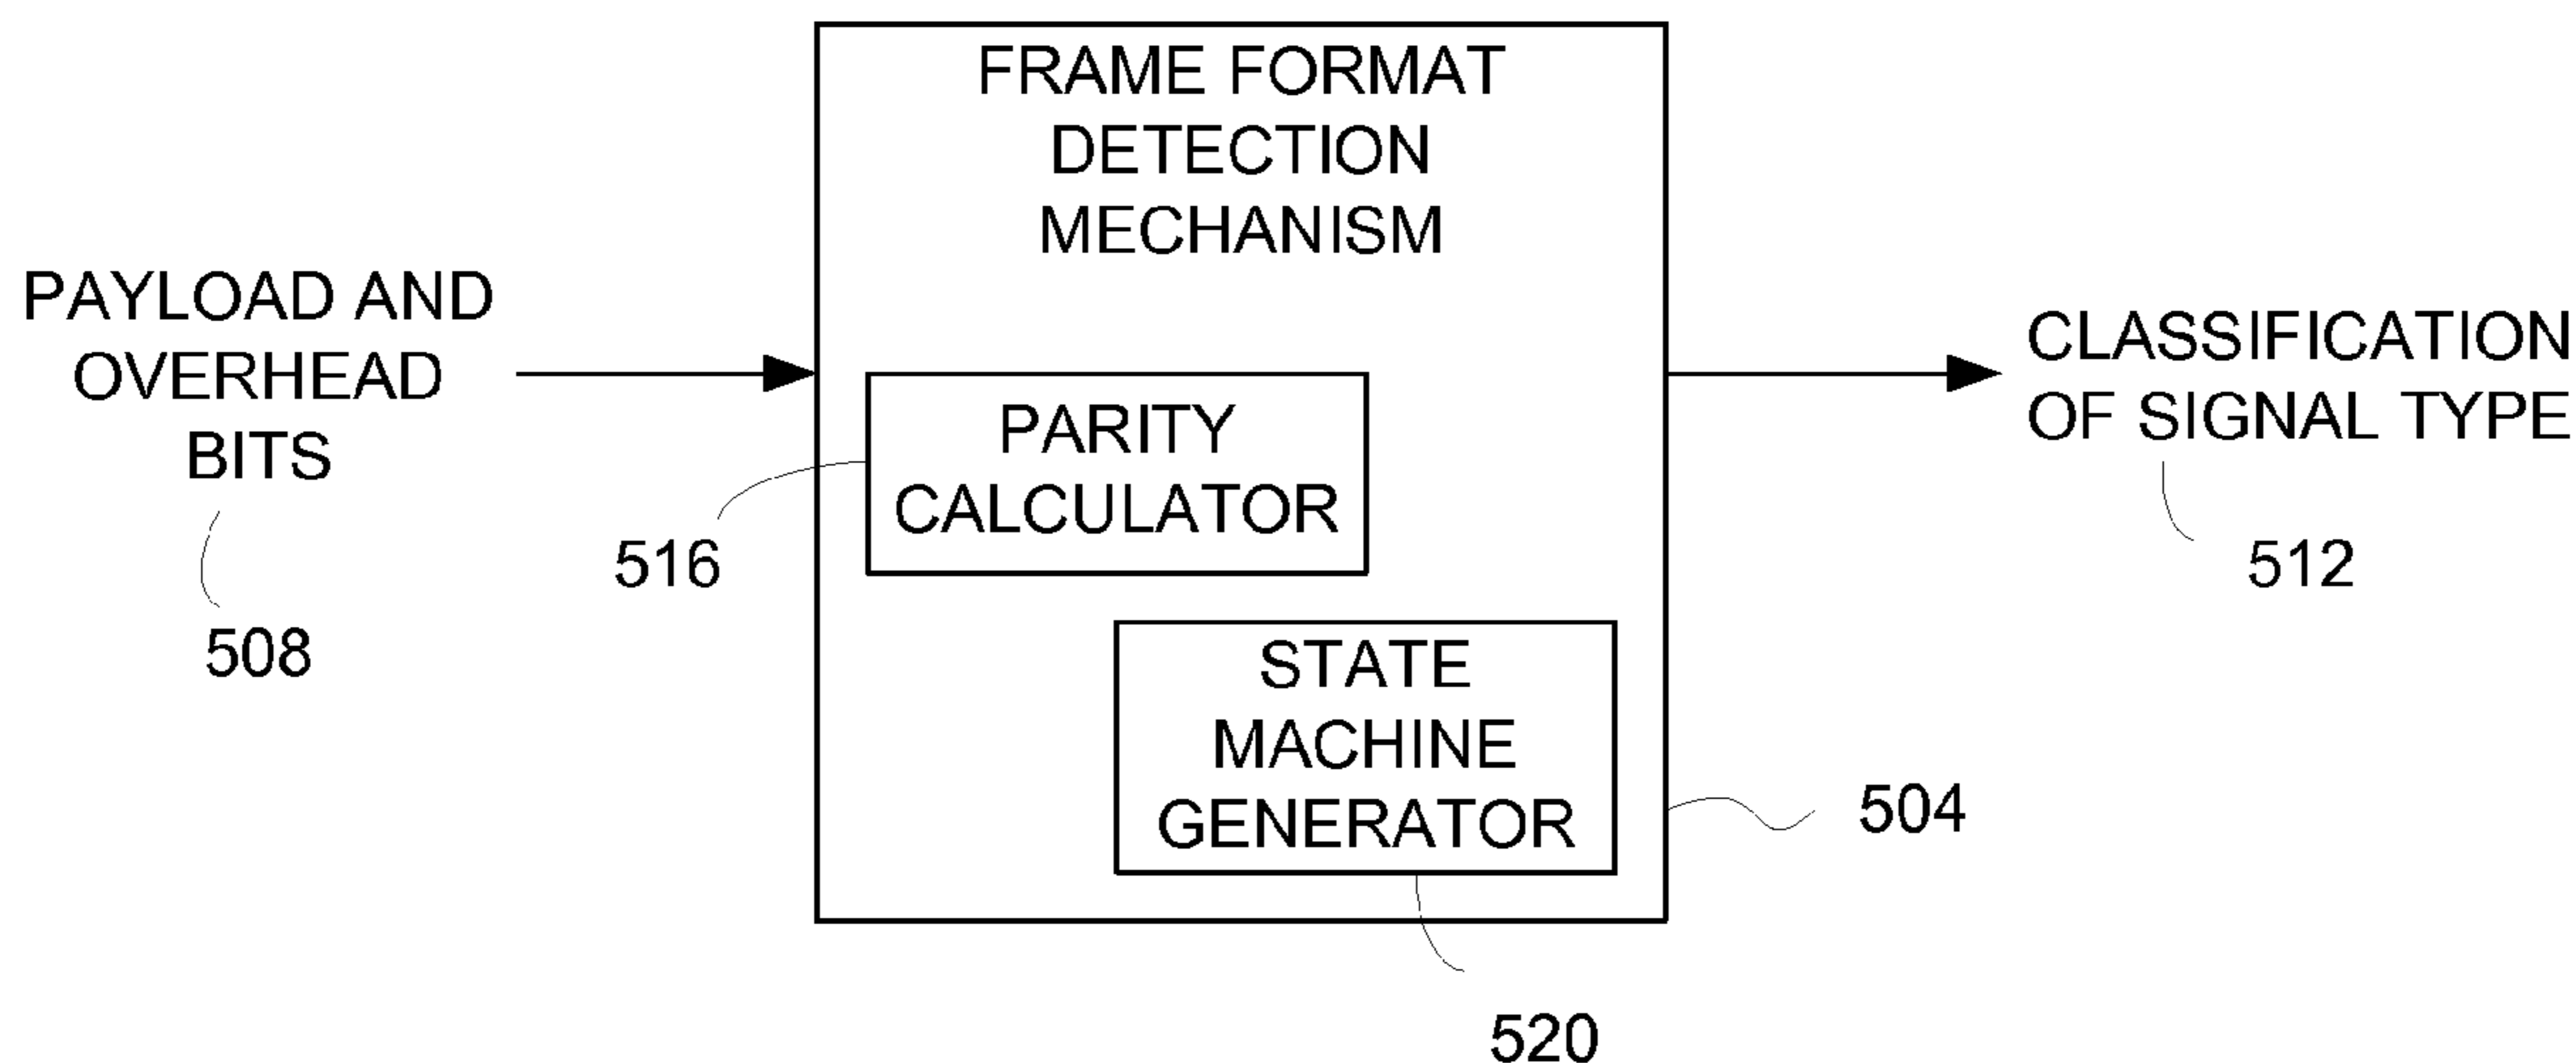 FRAME FORMAT
DETECTION
MECHANISM
PAYLOAD AND
OVERHEAD
BITS
508
PARITY
CALCULATOR
516
STATE
MACHINE
GENERATOR
520
504
CLASSIFICATION
OF SIGNAL TYPE
512